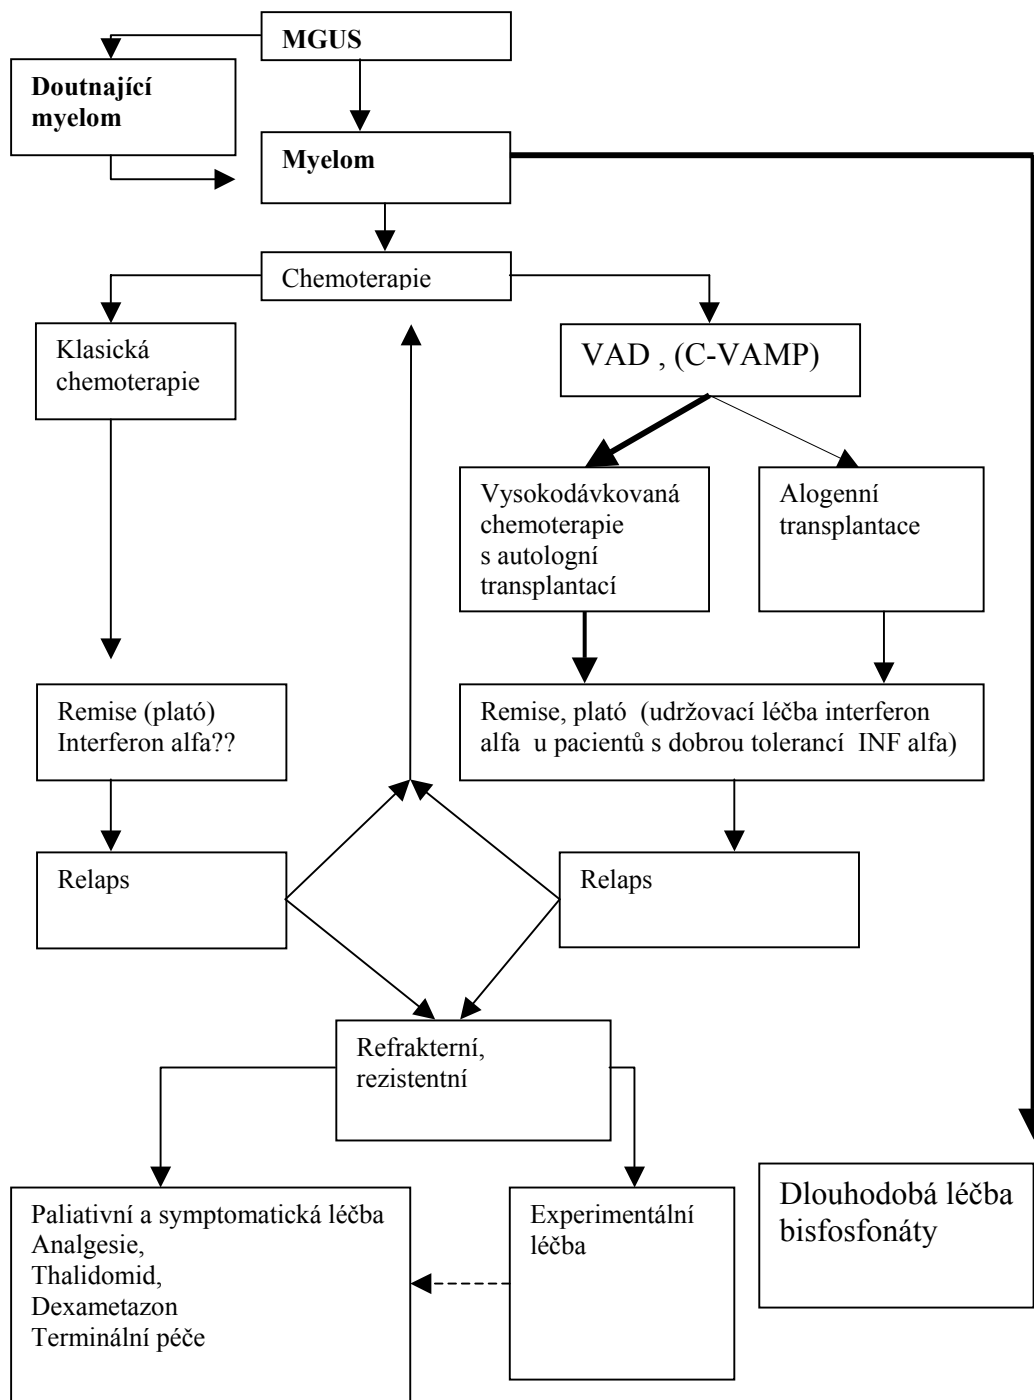 MGUS
Doutnající
myelom
Myelom
Chemoterapie
Klasická
chemoterapie
VAD , (C-VAMP)
Vysokodávkovaná
chemoterapie
s autologní
transplantací
Alogenní
transplantace
Remise (plató)
Interferon alfa??
Remise, plató (udržovací léčba interferon
alfa u pacientů s dobrou tolerancí INF alfa)
Relaps
Relaps
Refrakterní,
rezistentní
Paliativní a symptomatická léčba
Analgesie,
Thalidomid,
Dexametazon
Terminální péče
Experimentální
léčba
Dlouhodobá léčba
bisfosfonáty